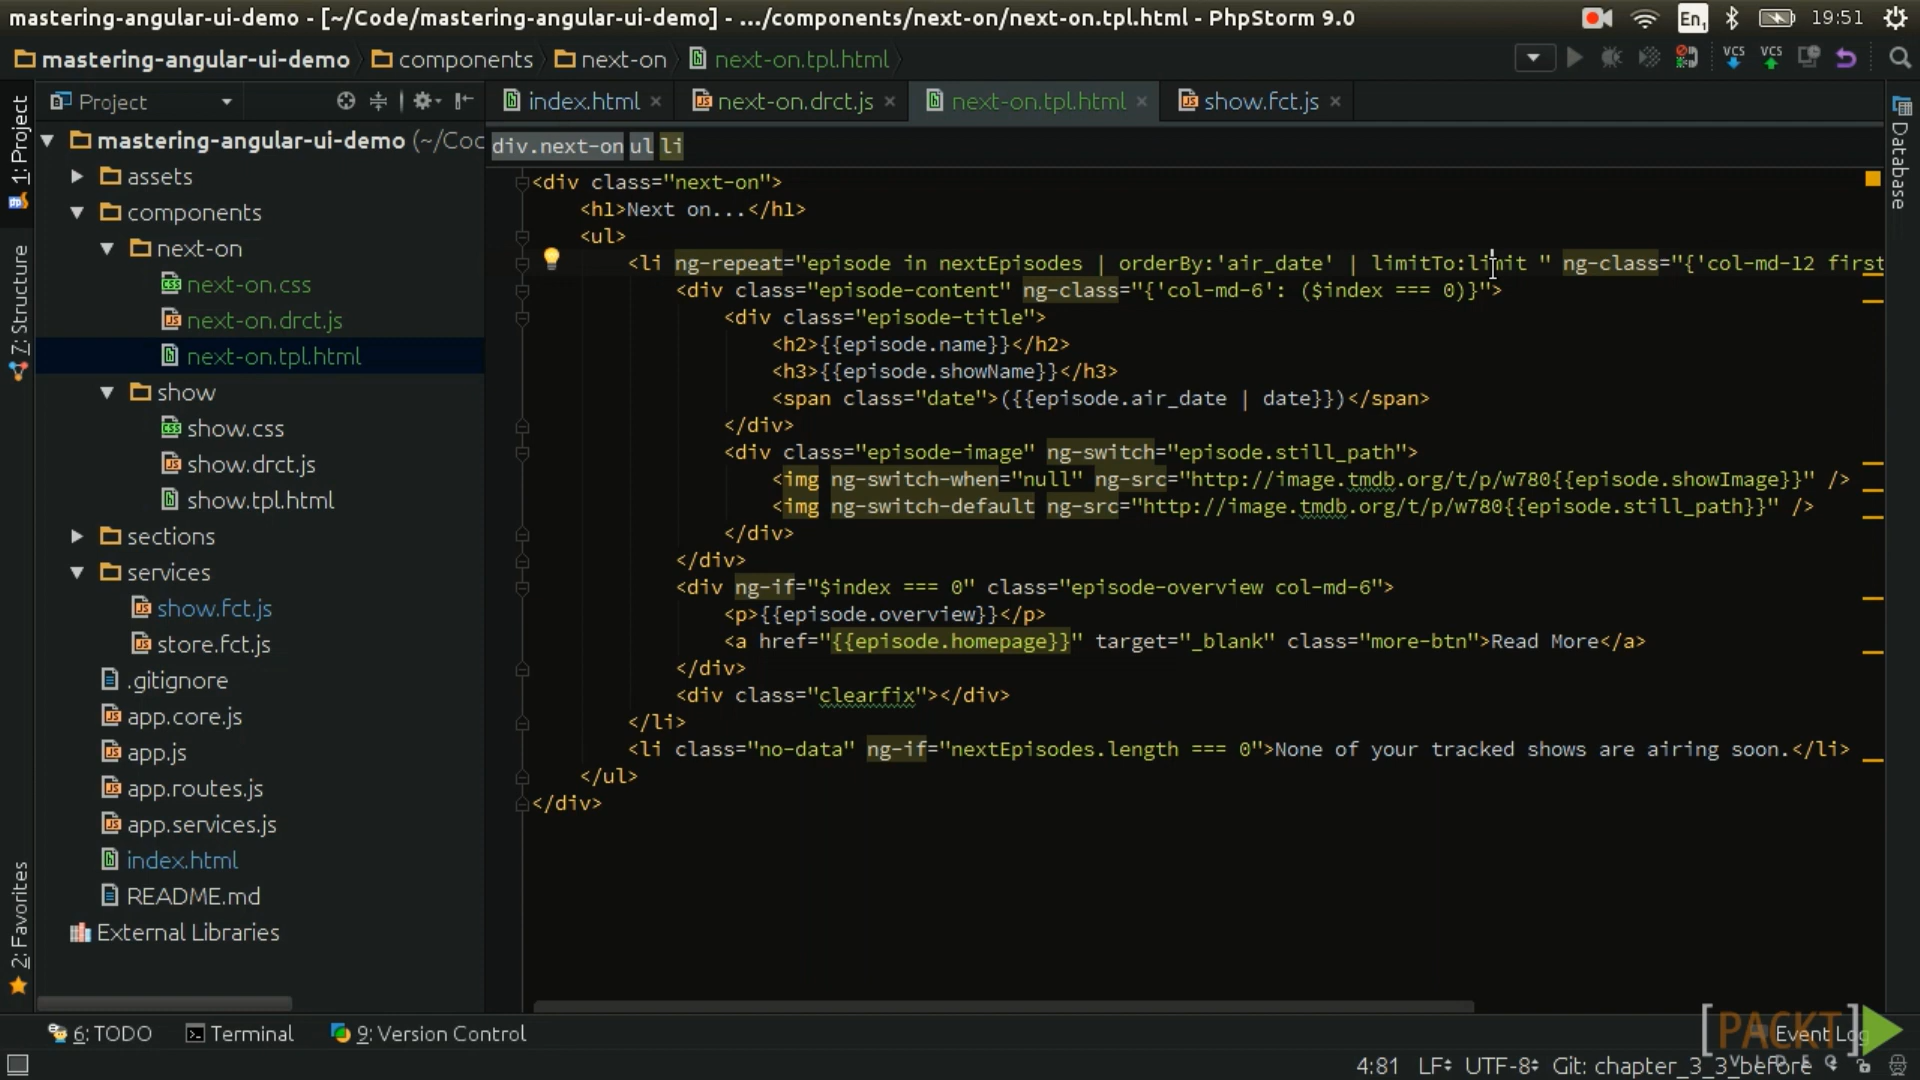 mastering-angular-ui-demo - [~/Code/mastering-angular-ui-demo] - .../components/next-on/next-on.tpl.html - PhpStorm 9.0
En1
19:51
mastering-angular-ui-demo components next-on next-on.tpl.html
VCS VCS
Project
index.html next-on.drct.js next-on.tpl.html show.fct.js
1: Project
7: Structure
2: Favorites
Database
mastering-angular-ui-demo (~/Coc
assets
components
next-on
next-on.css
next-on.drct.js
next-on.tpl.html
show
show.css
show.drct.js
show.tpl.html
sections
services
show.fct.js
store.fct.js
.gitignore
app.core.js
app.js
app.routes.js
app.services.js
index.html
README.md
External Libraries
div.next-on ul li
<div class="next-on">
<h1>Next on...</h1>
<ul>
<li ng-repeat="episode in nextEpisodes | orderBy:'air_date' | limitTo:limit " ng-class="{'col-md-12 first
<div class="episode-content" ng-class="{'col-md-6': ($index === 0)}">
<div class="episode-title">
<h2>{{episode.name}}</h2>
<h3>{{episode.showName}}</h3>
<span class="date">({{episode.air_date | date}})</span>
</div>
<div class="episode-image" ng-switch="episode.still_path">
<img ng-switch-when="null" ng-src="http://image.tmdb.org/t/p/w780{{episode.showImage}}" />
<img ng-switch-default ng-src="http://image.tmdb.org/t/p/w780{{episode.still_path}}" />
</div>
</div>
<div ng-if="$index === 0" class="episode-overview col-md-6">
<p>{{episode.overview}}</p>
<a href="{{episode.homepage}}" target="_blank" class="more-btn">Read More</a>
</div>
<div class="clearfix"></div>
</li>
<li class="no-data" ng-if="nextEpisodes.length === 0">None of your tracked shows are airing soon.</li>
</ul>
</div>
6: TODO Terminal 9: Version Control
Event Log
[PACKT]
VIDEO
4:81 LF UTF-8 Git: chapter_3_3_before